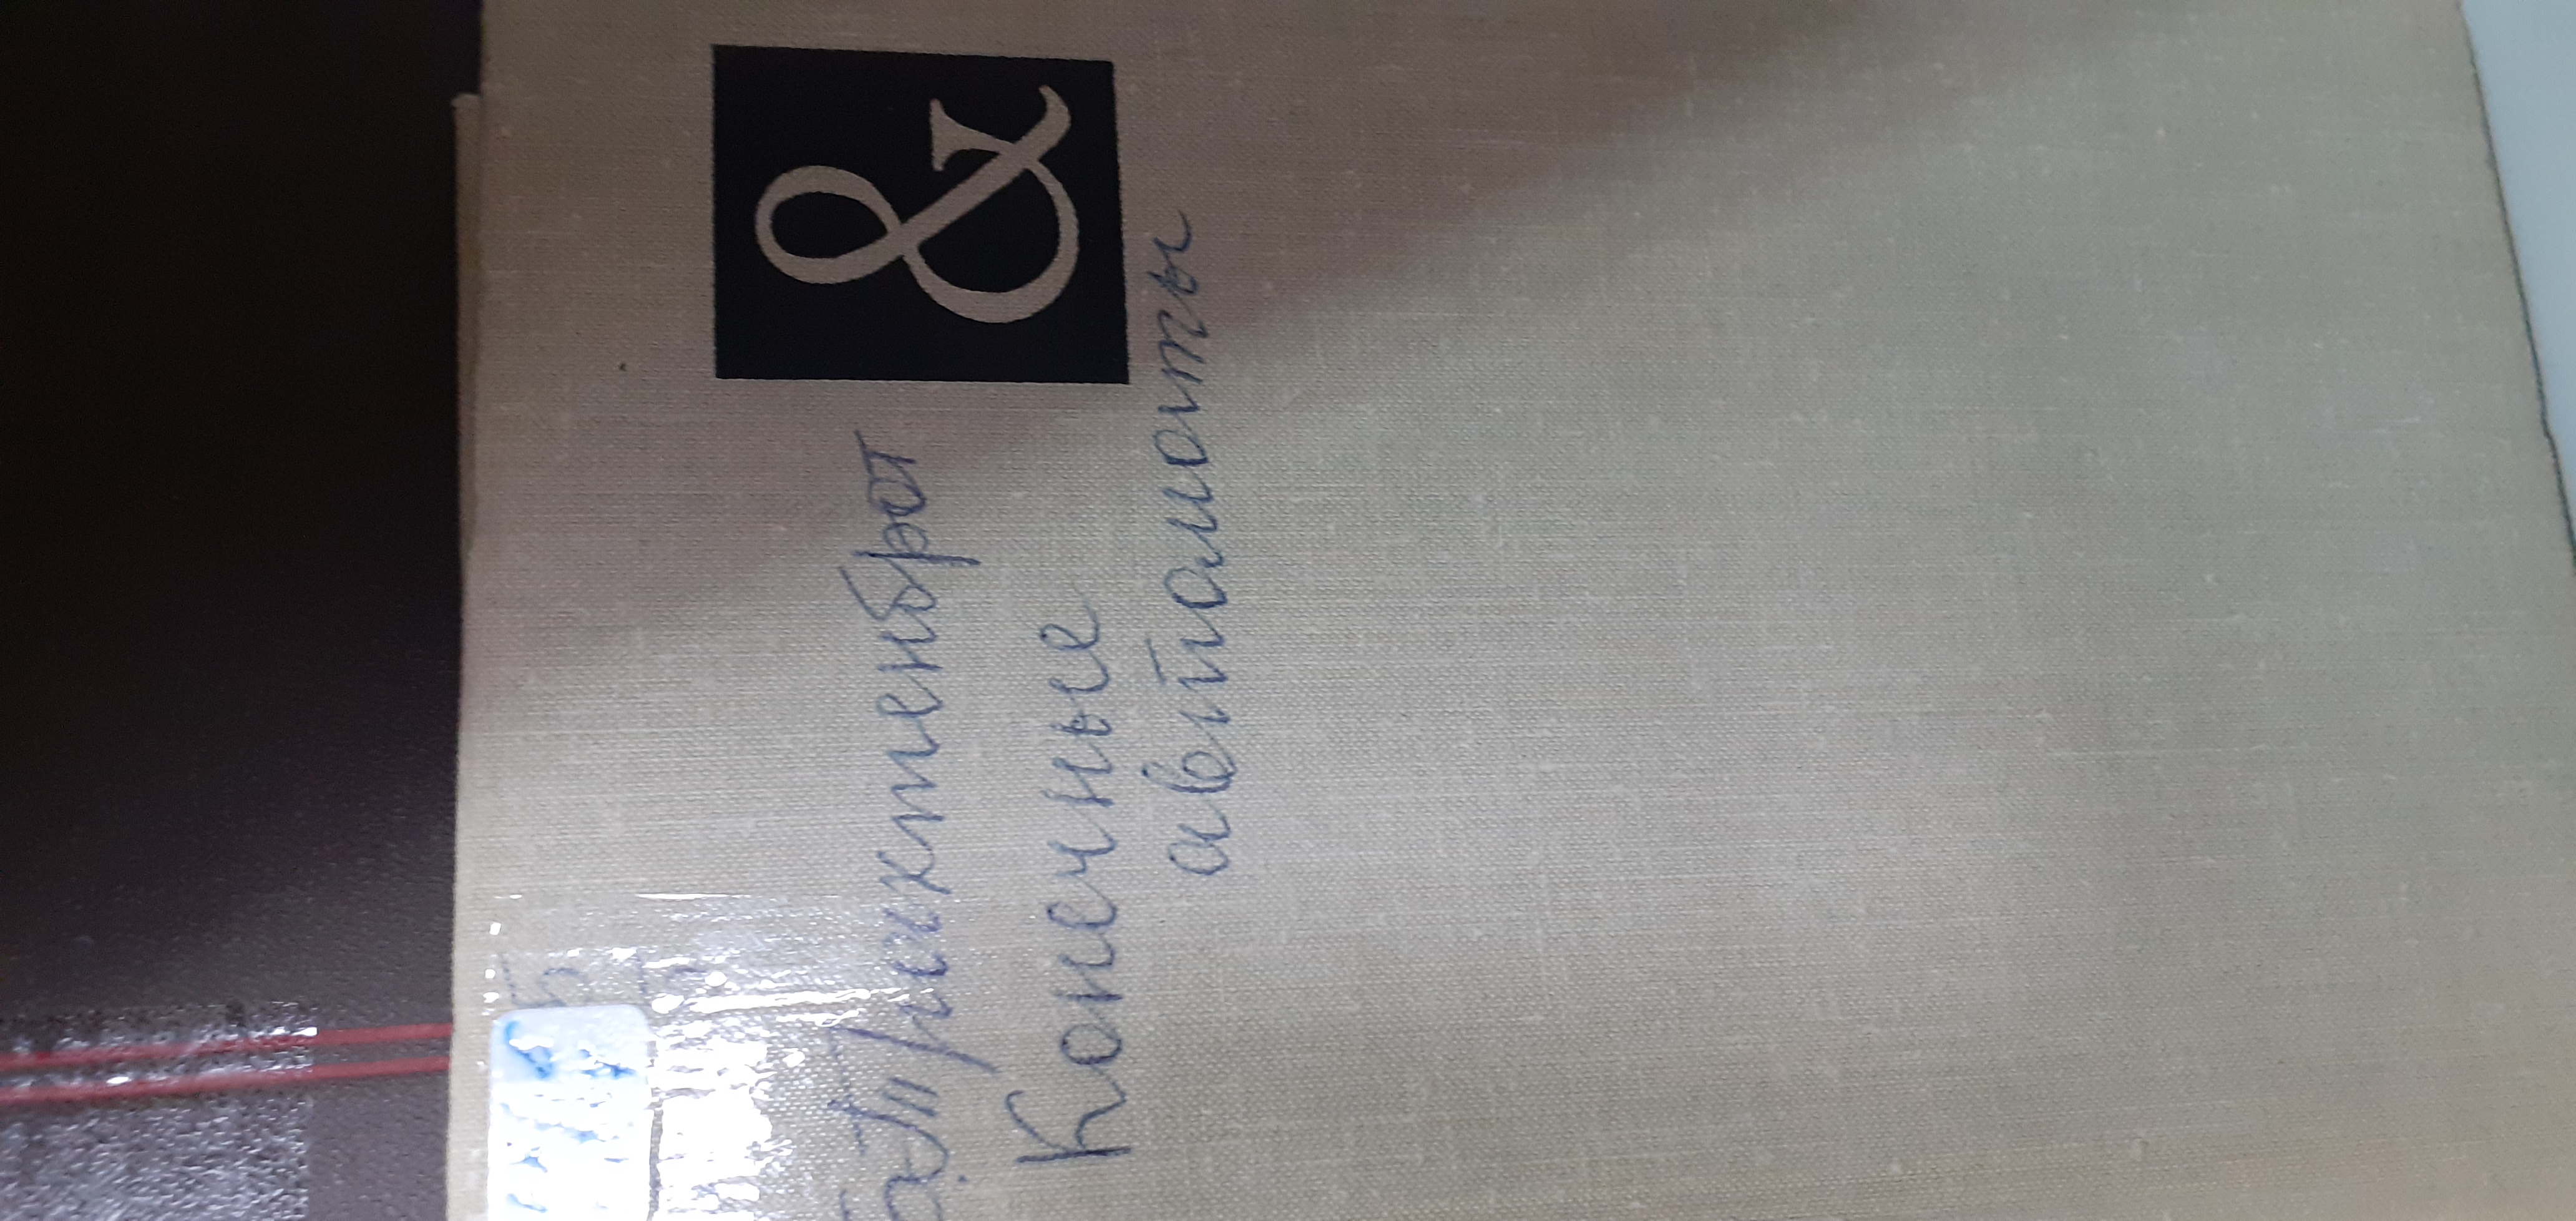 &
Б.А. Трахтенброт
Конечные
автоматы